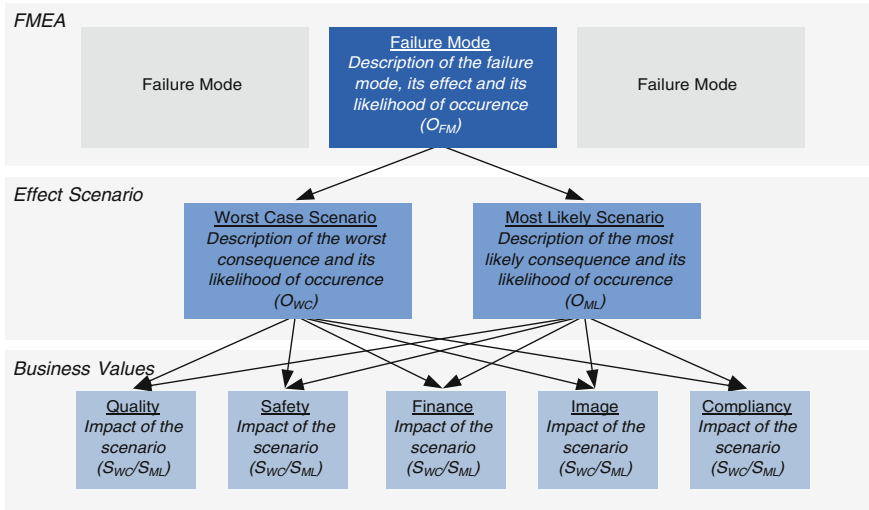 FMEA
Failure Mode
Failure Mode
Description of the failure
mode, its effect and its
likelihood of occurence
(OFM)
Failure Mode
Effect Scenario
Worst Case Scenario
Description of the worst
consequence and its
likelihood of occurence
(OWC)
Most Likely Scenario
Description of the most
likely consequence and its
likelihood of occurence
(OML)
Business Values
Quality
Impact of the
scenario
(SWC/SML)
Safety
Impact of the
scenario
(SWC/SML)
Finance
Impact of the
scenario
(SWC/SML)
Image
Impact of the
scenario
(SWC/SML)
Compliancy
Impact of the
scenario
(SWC/SML)